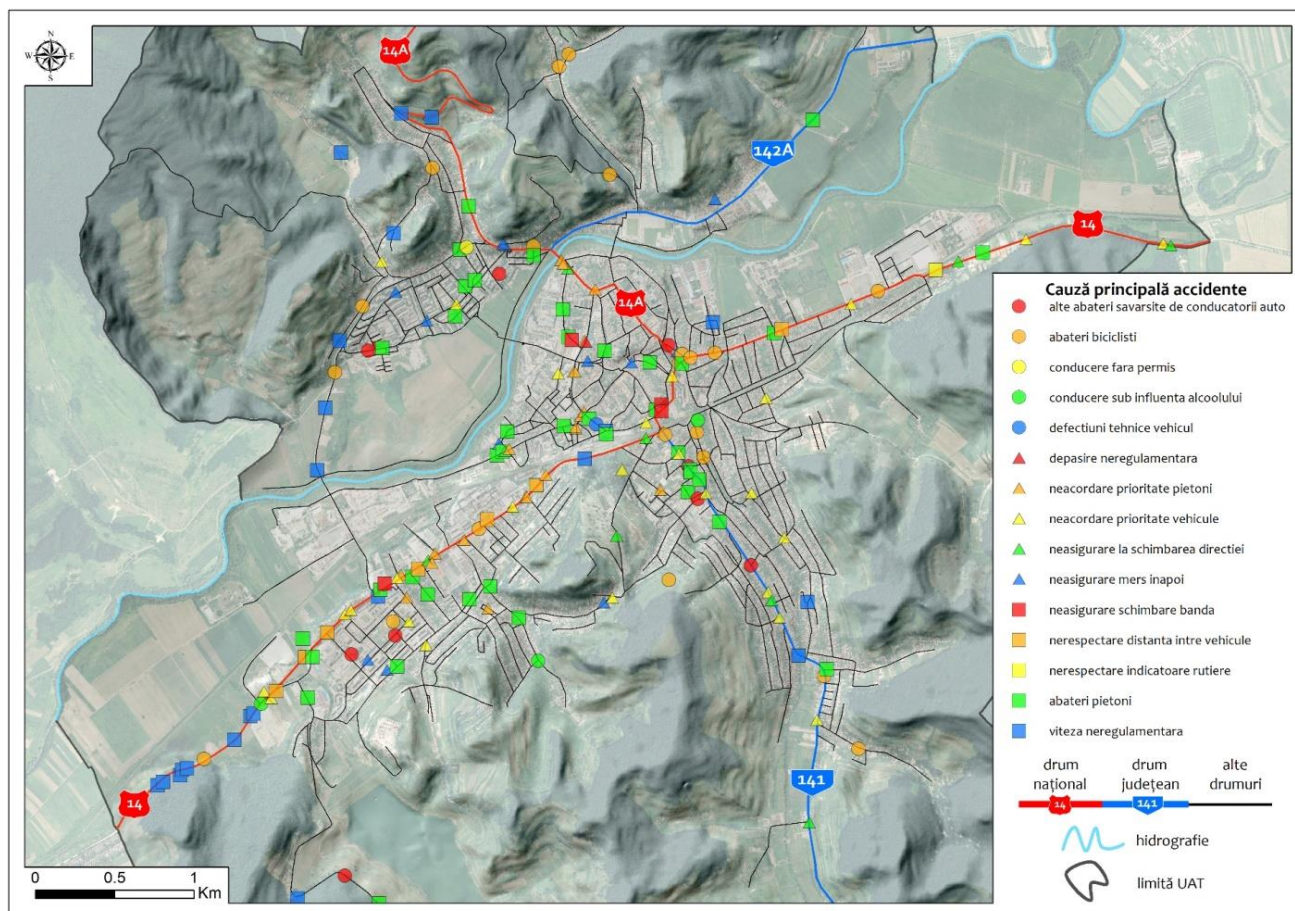 N
W E
S
14A
142A
14
14A
141
14
0 0.5 1
Km
Cauză principală accidente
alte abateri savarsite de conducatorii auto
abateri biciclisti
conducere fara permis
conducere sub influenta alcoolului
defectiuni tehnice vehicul
depasire neregulamentara
neacordare prioritate pietoni
neacordare prioritate vehicule
neasigurare la schimbarea directiei
neasigurare mers inapoi
neasigurare schimbare banda
nerespectare distanta intre vehicule
nerespectare indicatoare rutiere
abateri pietoni
viteza neregulamentara
drum drum alte
național județean drumuri
14 141
hidrografie
limită UAT